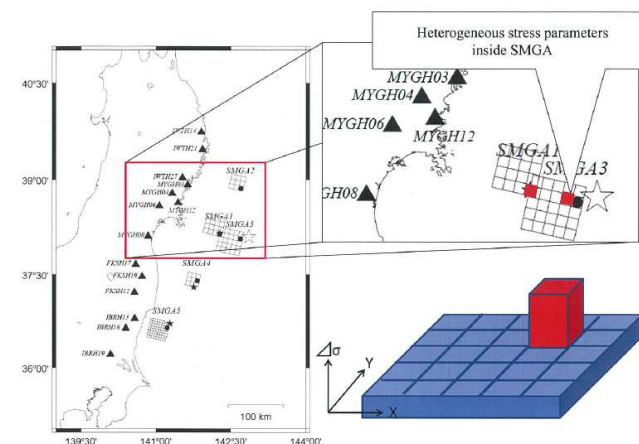 Heterogeneous stress parameters
inside SMGA
40°30'
39°00'
37°30'
36°00'
139°30'
141°00'
142°30'
144°00'
IWTH14
IWTH21
IWTH27
MYGH03
MYGH04
MYGH06
MYGH12
MYGH08
FKSH19
FKSH12
IBRH13
IBRH16
IBRH19
SMGA2
SMGA1
SMGA3
SMGA4
SMGA5
100 km
MYGH03
MYGH04
MYGH06
MYGH12
GH08
SMGA1
SMGA3
Δσ
Y
X